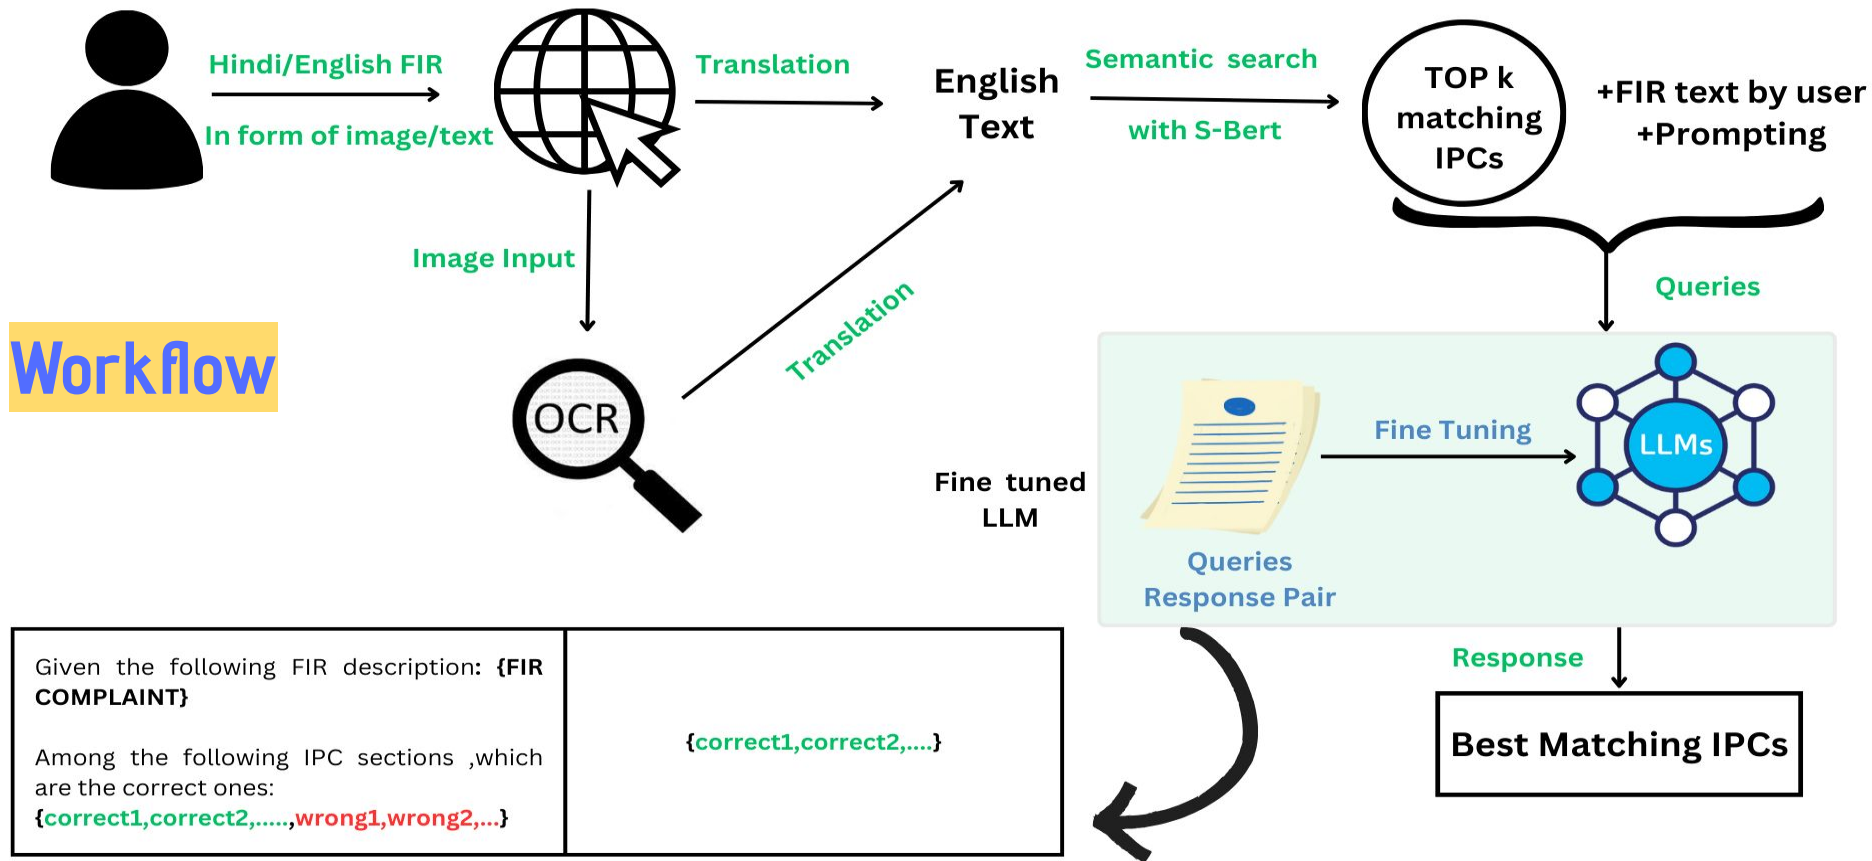 Hindi/English FIR
In form of image/text
Translation
English
Text
Semantic search
with S-Bert
TOP k
matching
IPCs
+FIR text by user
+Prompting
Image Input
Translation
Queries
Workflow
OCR
Fine tuned
LLM
Fine Tuning
LLMs
Queries
Response Pair
Given the following FIR description: {FIR
COMPLAINT}
Among the following IPC sections ,which
are the correct ones:
{correct1,correct2,.....,wrong1,wrong2,...}
{correct1,correct2,....}
Response
Best Matching IPCs